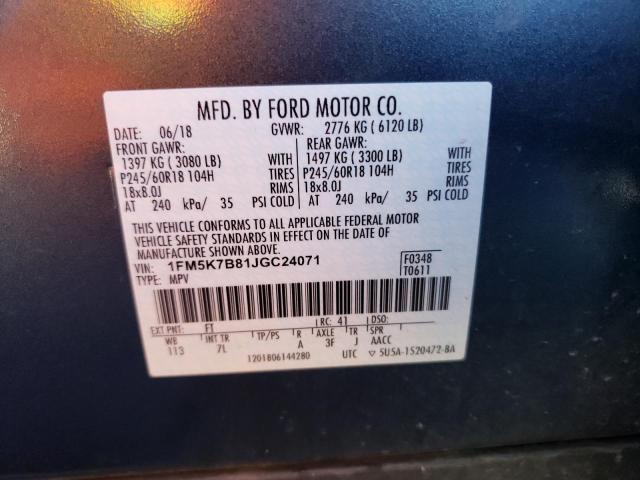 MFD. BY FORD MOTOR CO.
DATE: 06/18 GVWR: 2776 KG ( 6120 LB)
FRONT GAWR: REAR GAWR:
1397 KG ( 3080 LB) WITH 1497 KG ( 3300 LB) WITH
P245/60R18 104H TIRES P245/60R18 104H TIRES
18x8.0J RIMS 18x8.0J RIMS
AT 240 kPa/ 35 PSI COLD AT 240 kPa/ 35 PSI COLD
THIS VEHICLE CONFORMS TO ALL APPLICABLE FEDERAL MOTOR
VEHICLE SAFETY STANDARDS IN EFFECT ON THE DATE OF
MANUFACTURE SHOWN ABOVE.
VIN: 1FM5K7B81JGC24071 F0348
TYPE: MPV T0611
EXT PNT: FT RC: 41 DSO:
WB INT TR TP/PS R AXLE TR SPR
113 7L A 3F J AACC
1201806144280 UTC ▽ 5U5A-1520472-BA